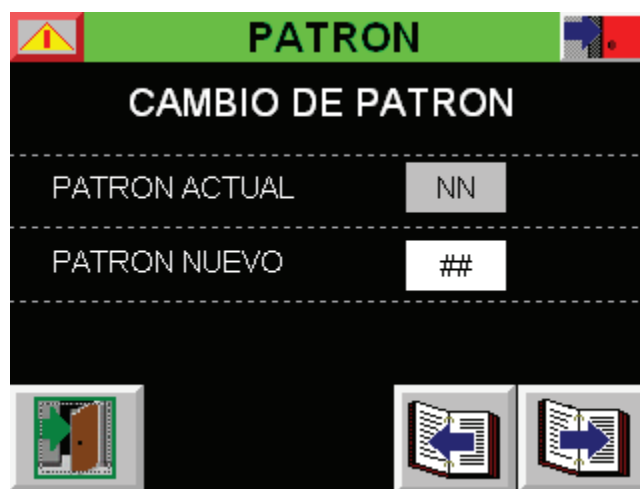 PATRON
CAMBIO DE PATRON
PATRON ACTUAL NN
PATRON NUEVO ##